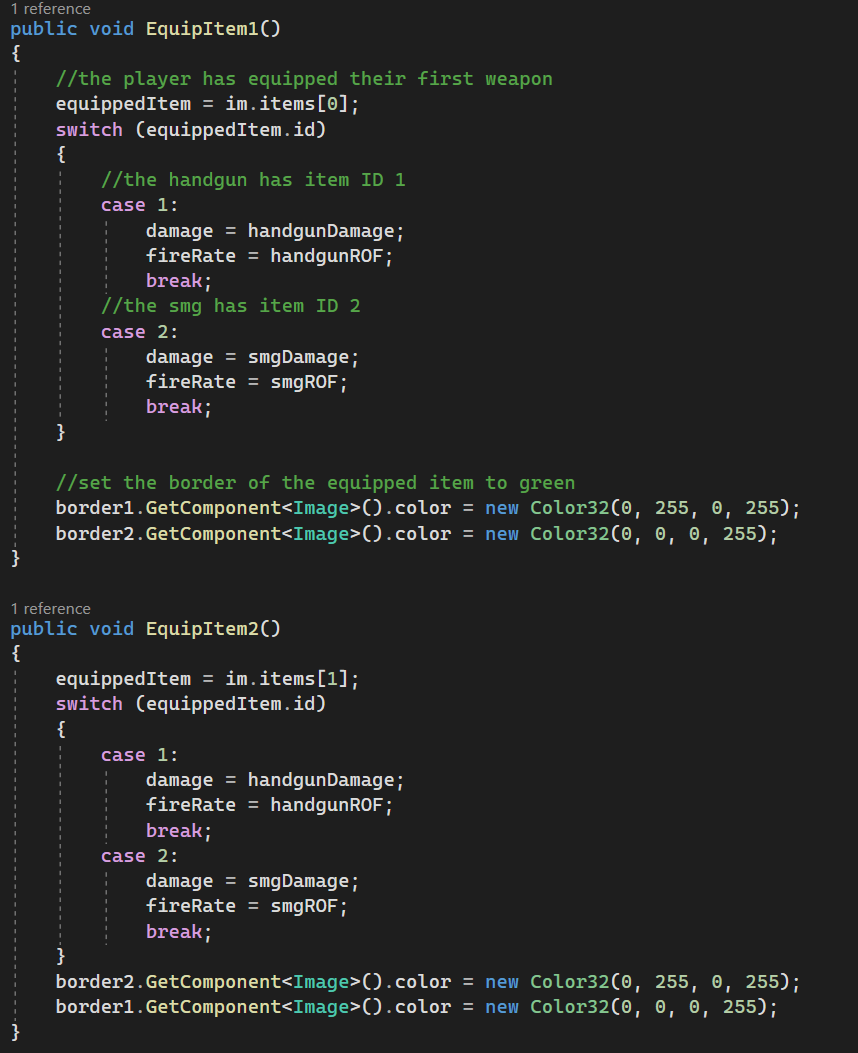 1 reference
public void EquipItem1()
{
//the player has equipped their first weapon
equippedItem = im.items[0];
switch (equippedItem.id)
{
//the handgun has item ID 1
case 1:
damage = handgunDamage;
fireRate = handgunROF;
break;
//the smg has item ID 2
case 2:
damage = smgDamage;
fireRate = smgROF;
break;
}
//set the border of the equipped item to green
border1.GetComponent<Image>().color = new Color32(0, 255, 0, 255);
border2.GetComponent<Image>().color = new Color32(0, 0, 0, 255);
}
1 reference
public void EquipItem2()
{
equippedItem = im.items[1];
switch (equippedItem.id)
{
case 1:
damage = handgunDamage;
fireRate = handgunROF;
break;
case 2:
damage = smgDamage;
fireRate = smgROF;
break;
}
border2.GetComponent<Image>().color = new Color32(0, 255, 0, 255);
border1.GetComponent<Image>().color = new Color32(0, 0, 0, 255);
}